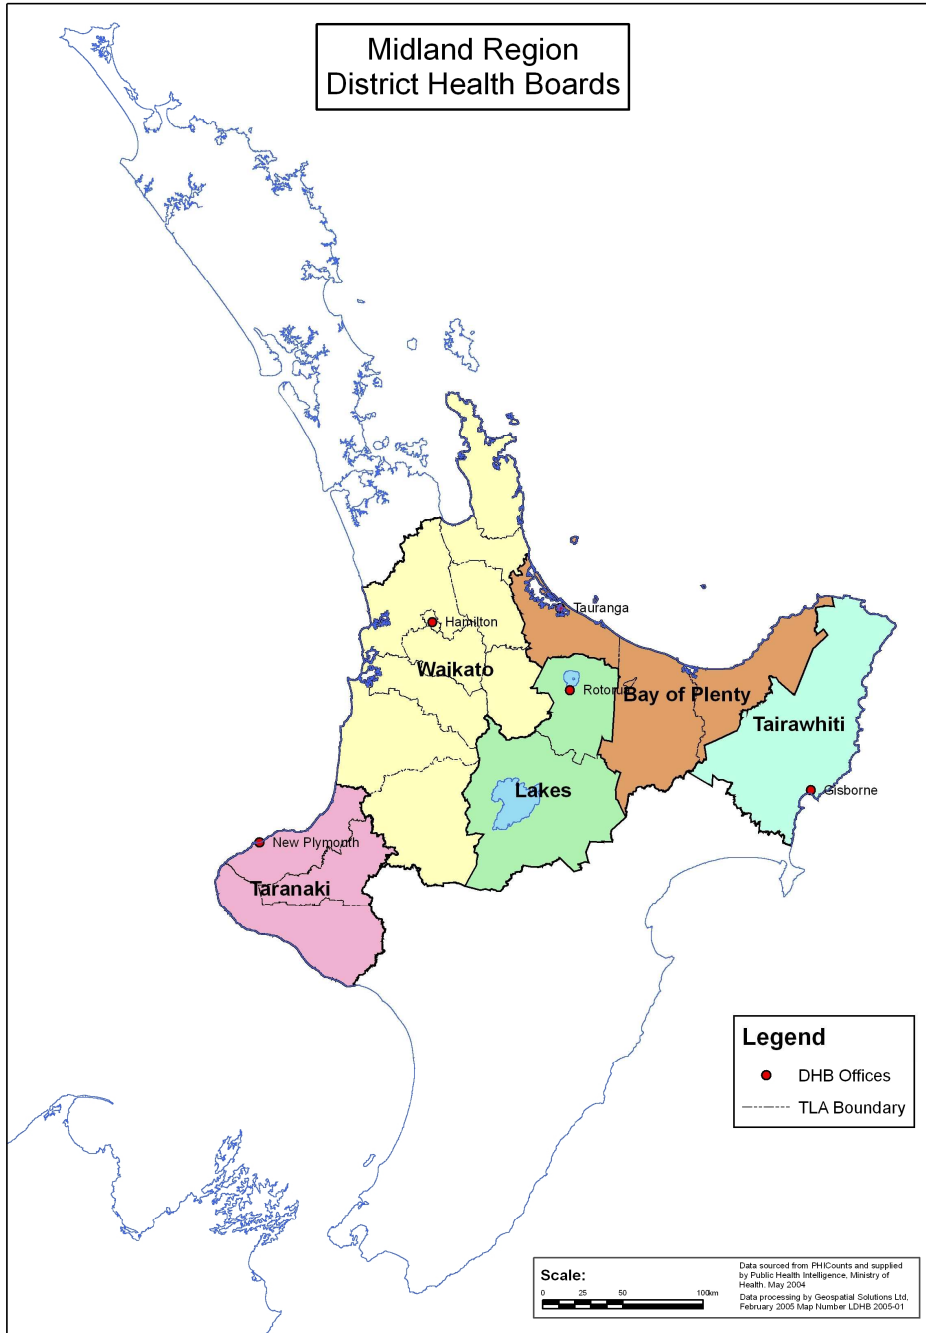 Midland Region
District Health Boards
Tauranga
Hamilton
Waikato
Rotorua
Bay of Plenty
Tairawhiti
Lakes
Gisborne
New Plymouth
Taranaki
Legend
DHB Offices
TLA Boundary
Scale:
0 25 50 100km
Data sourced from PHICounts and supplied
by Public Health Intelligence, Ministry of
Health. May 2004
Data processing by Geospatial Solutions Ltd,
February 2005 Map Number LDHB 2005-01